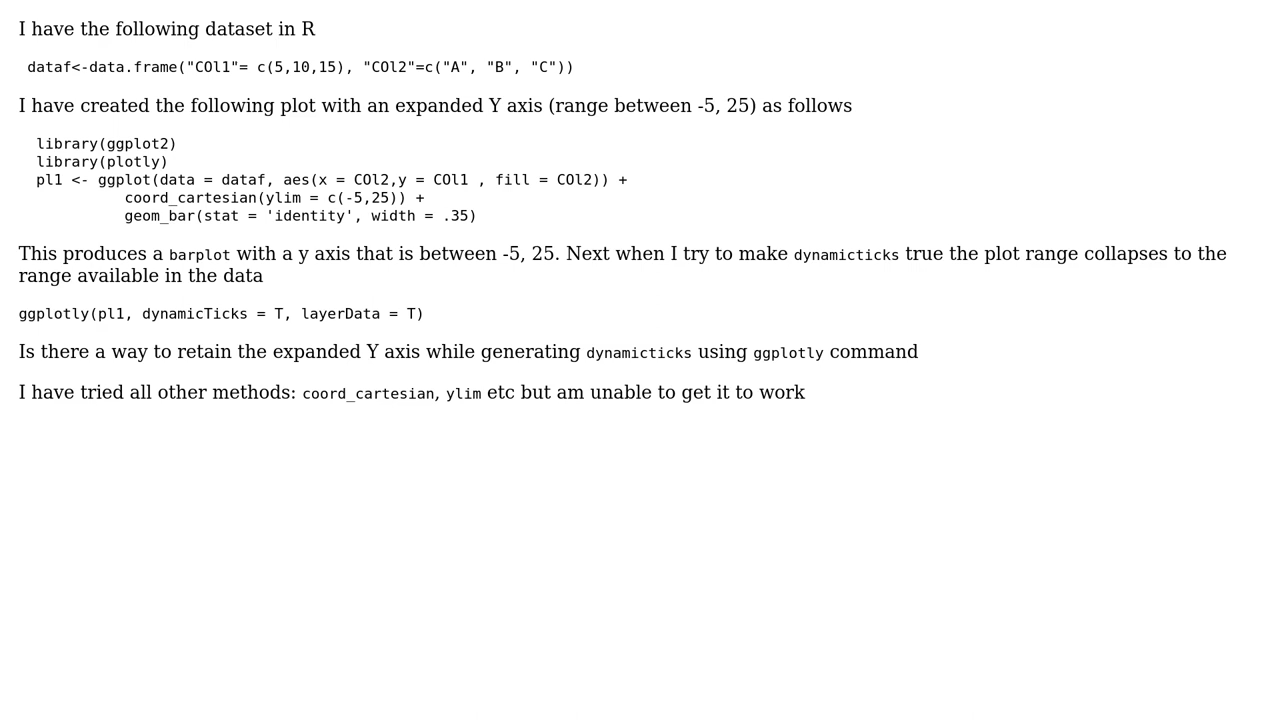 I have the following dataset in R
dataf<-data.frame("COl1"= c(5,10,15), "COl2"=c("A", "B", "C"))
I have created the following plot with an expanded Y axis (range between -5, 25) as follows
library(ggplot2)
library(plotly)
pl1 <- ggplot(data = dataf, aes(x = COl2,y = COl1 , fill = COl2)) +
coord_cartesian(ylim = c(-5,25)) +
geom_bar(stat = 'identity', width = .35)
This produces a barplot with a y axis that is between -5, 25. Next when I try to make dynamicticks true the plot range collapses to the
range available in the data
ggplotly(pl1, dynamicTicks = T, layerData = T)
Is there a way to retain the expanded Y axis while generating dynamicticks using ggplotly command
I have tried all other methods: coord_cartesian, ylim etc but am unable to get it to work